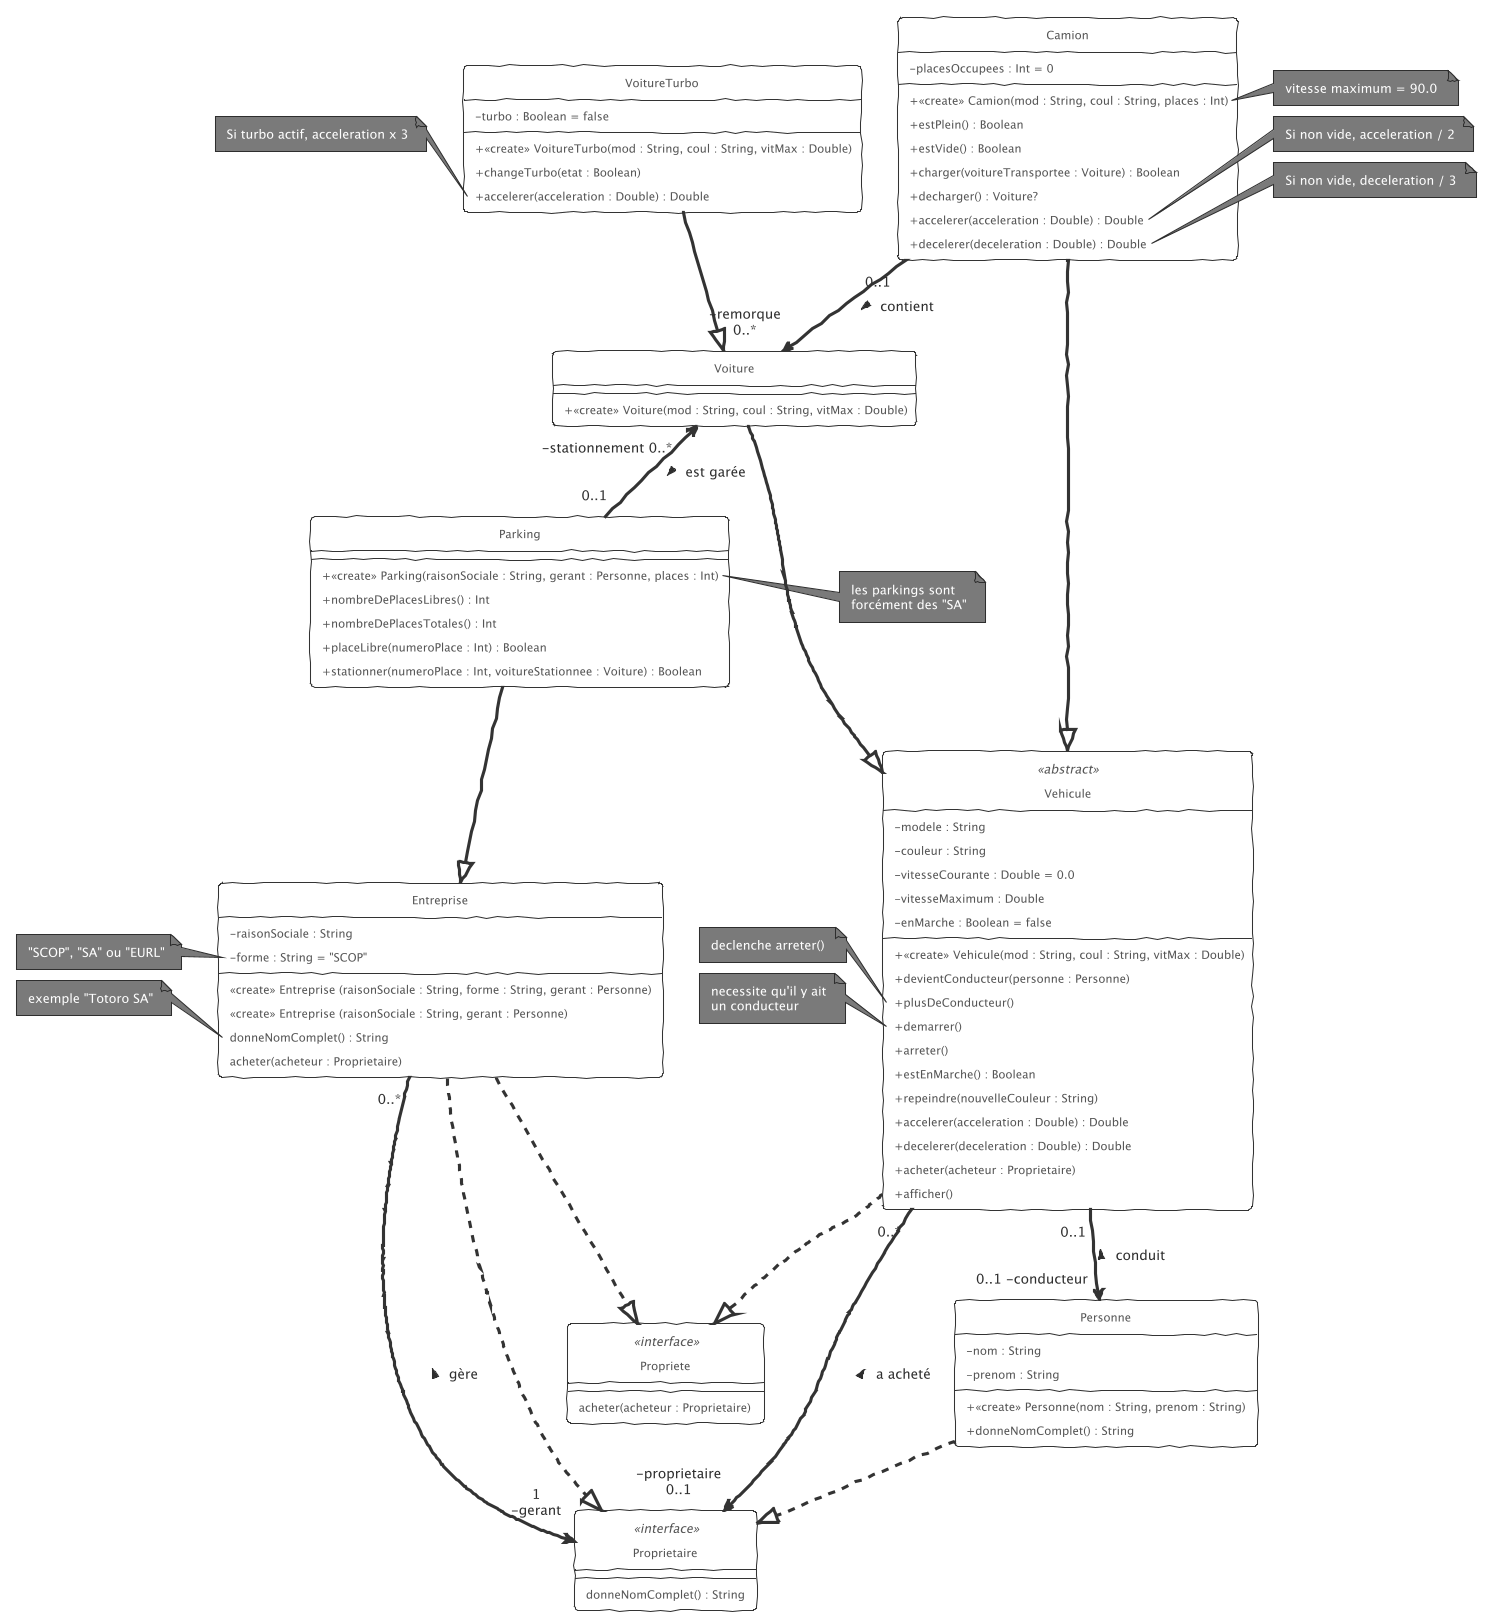 Camion
-placesOccupees : Int = 0
+«create» Camion(mod : String, coul : String, places : Int)
+estPlein() : Boolean
+estVide() : Boolean
+charger(voitureTransportee : Voiture) : Boolean
+decharger() : Voiture?
+accelerer(acceleration : Double) : Double
+decelerer(deceleration : Double) : Double
vitesse maximum = 90.0
Si non vide, acceleration / 2
Si non vide, deceleration / 3
VoitureTurbo
-turbo : Boolean = false
+«create» VoitureTurbo(mod : String, coul : String, vitMax : Double)
+changeTurbo(etat : Boolean)
+accelerer(acceleration : Double) : Double
Si turbo actif, acceleration x 3
0..1
contient
-remorque
0..*
Voiture
+«create» Voiture(mod : String, coul : String, vitMax : Double)
-stationnement 0..*
est garée
0..1
Parking
+«create» Parking(raisonSociale : String, gerant : Personne, places : Int)
+nombreDePlacesLibres() : Int
+nombreDePlacesTotales() : Int
+placeLibre(numeroPlace : Int) : Boolean
+stationner(numeroPlace : Int, voitureStationnee : Voiture) : Boolean
les parkings sont
forcément des "SA"
«abstract»
Vehicule
-modele : String
-couleur : String
-vitesseCourante : Double = 0.0
-vitesseMaximum : Double
-enMarche : Boolean = false
+«create» Vehicule(mod : String, coul : String, vitMax : Double)
+devientConducteur(personne : Personne)
+plusDeConducteur()
+demarrer()
+arreter()
+estEnMarche() : Boolean
+repeindre(nouvelleCouleur : String)
+accelerer(acceleration : Double) : Double
+decelerer(deceleration : Double) : Double
+acheter(acheteur : Proprietaire)
+afficher()
declenche arreter()
necessite qu'il y ait
un conducteur
Entreprise
-raisonSociale : String
-forme : String = "SCOP"
«create» Entreprise (raisonSociale : String, forme : String, gerant : Personne)
«create» Entreprise (raisonSociale : String, gerant : Personne)
donneNomComplet() : String
acheter(acheteur : Proprietaire)
"SCOP", "SA" ou "EURL"
exemple "Totoro SA"
0..*
0..1
0..1
conduit
0..1 -conducteur
Personne
-nom : String
-prenom : String
+«create» Personne(nom : String, prenom : String)
+donneNomComplet() : String
«interface»
Propriete
acheter(acheteur : Proprietaire)
gère
a acheté
-proprietaire
0..1
1
-gerant
«interface»
Proprietaire
donneNomComplet() : String